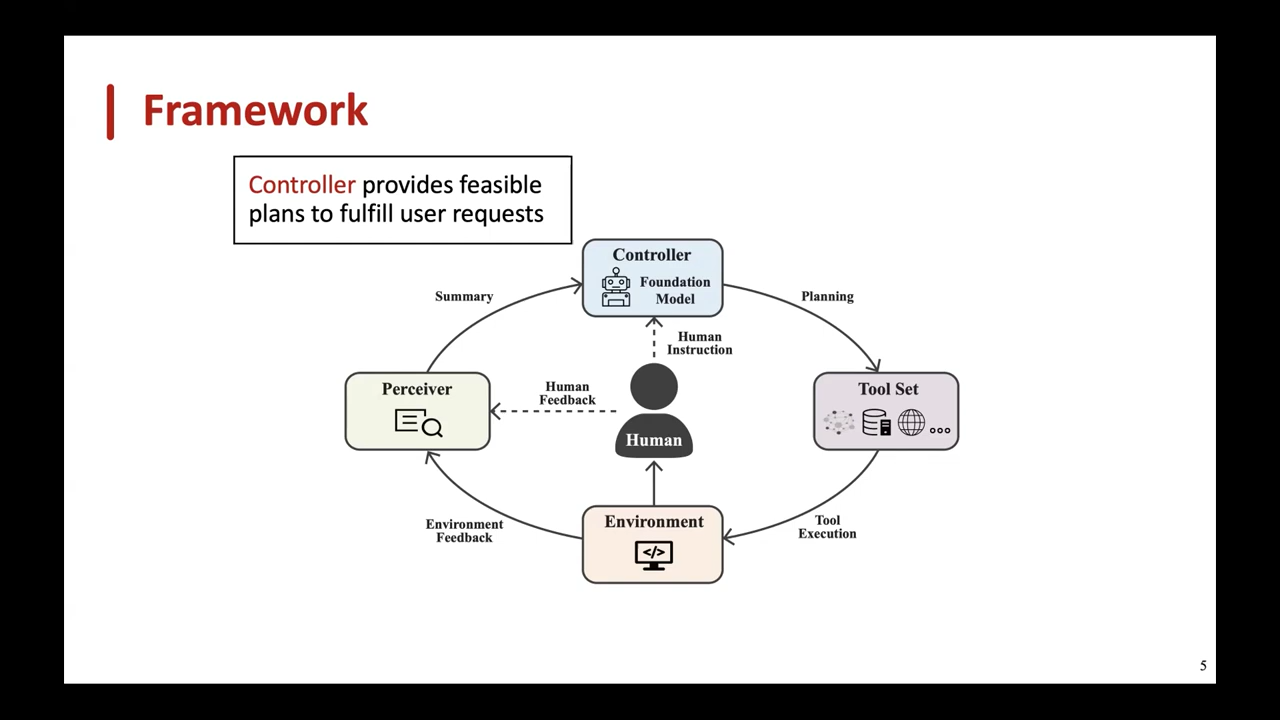 Framework
Controller provides feasible
plans to fulfill user requests
Controller
Foundation
Model
Summary
Planning
Human
Instruction
Perceiver
Human
Feedback
Tool Set
Human
Environment
Feedback
Environment
</>
Tool
Execution
5